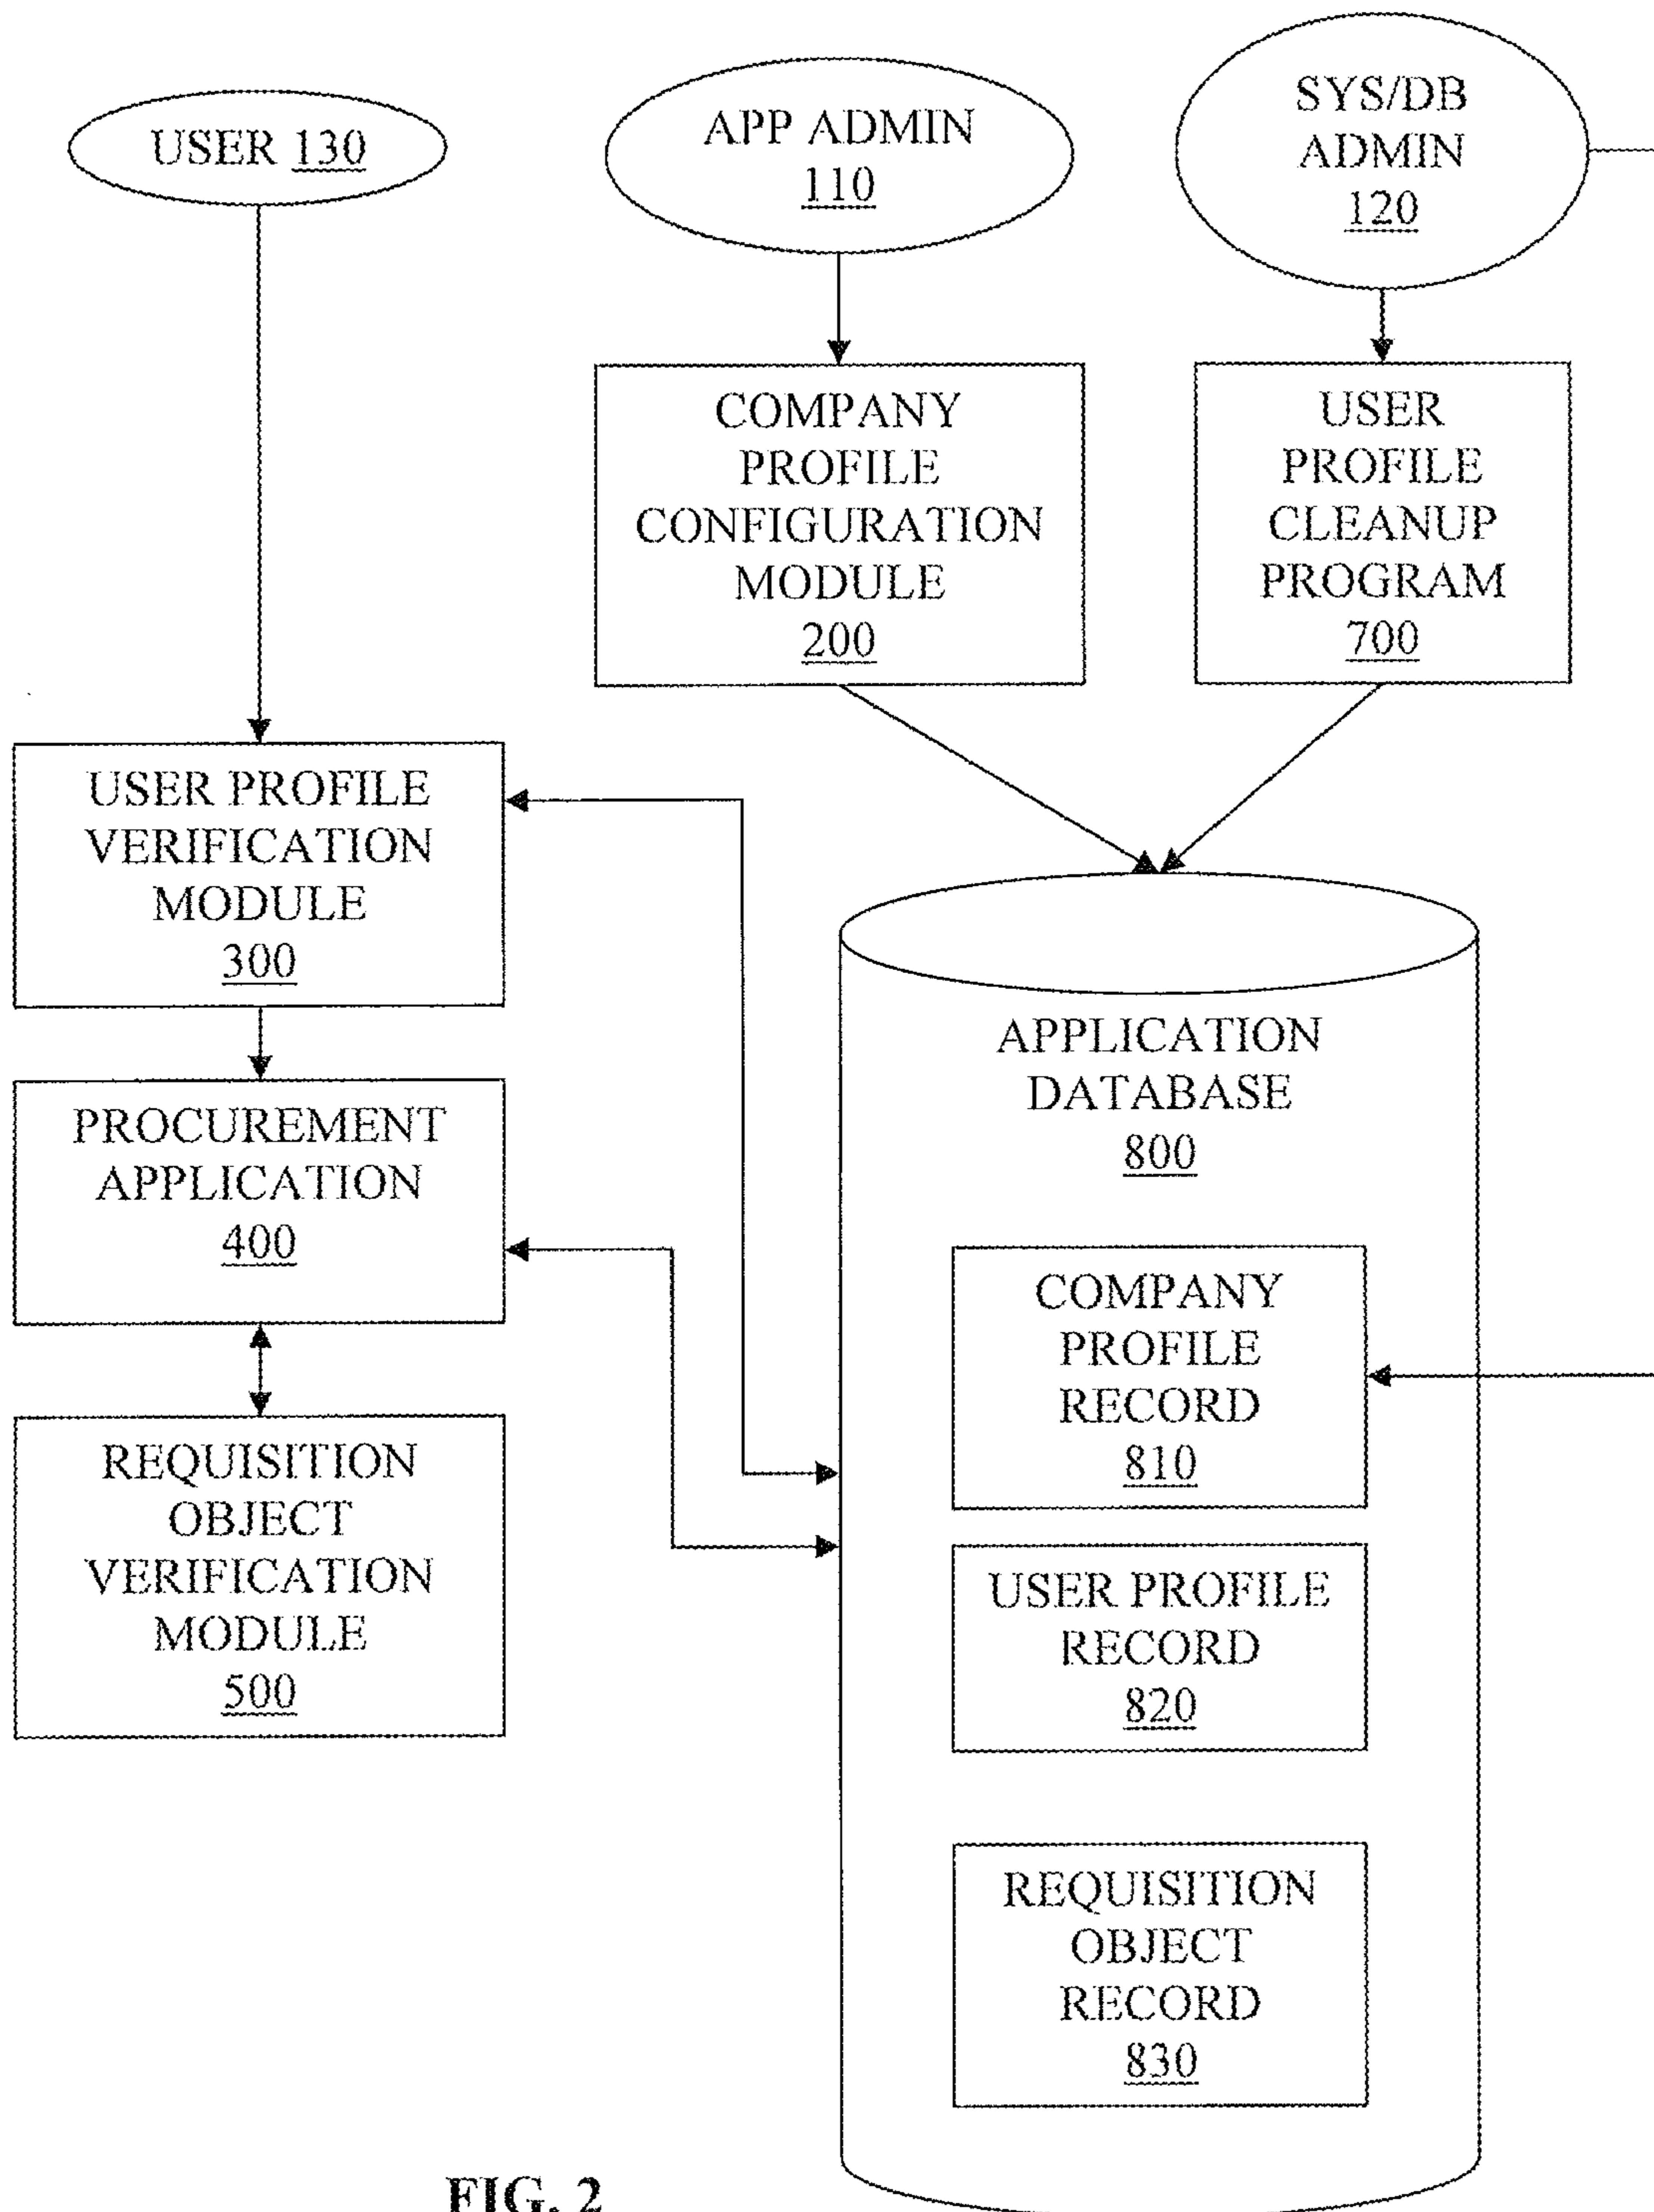 USER 130
APP ADMIN
110
SYS/DB
ADMIN
120
COMPANY
PROFILE
CONFIGURATION
MODULE
200
USER
PROFILE
CLEANUP
PROGRAM
700
USER PROFILE
VERIFICATION
MODULE
300
PROCUREMENT
APPLICATION
400
REQUISITION
OBJECT
VERIFICATION
MODULE
500
APPLICATION
DATABASE
800
COMPANY
PROFILE
RECORD
810
USER PROFILE
RECORD
820
REQUISITION
OBJECT
RECORD
830
FIG. 2